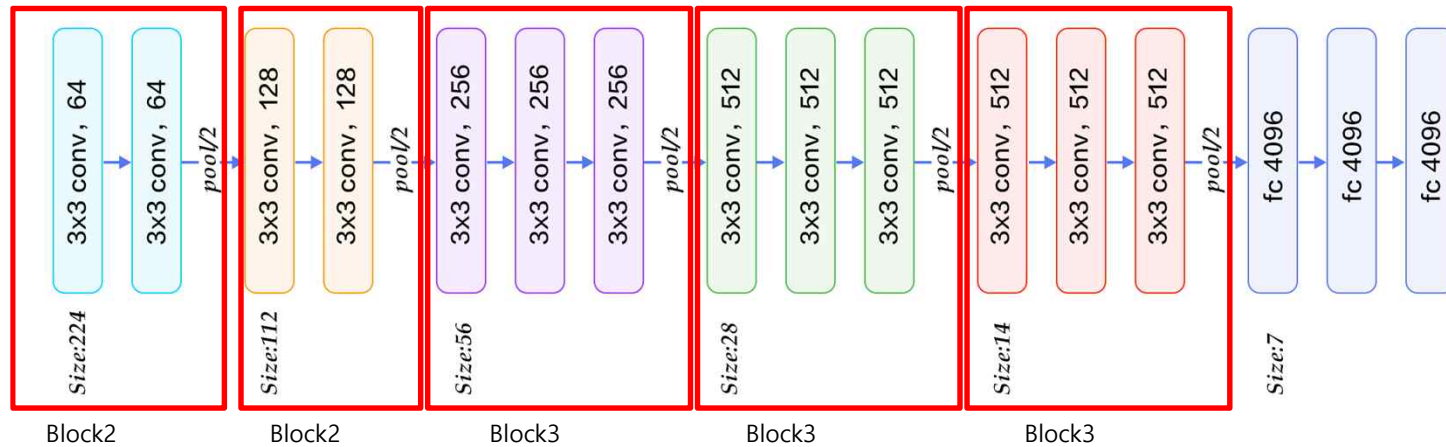 3x3 conv, 64
3x3 conv, 64
pool/2
3x3 conv, 128
3x3 conv, 128
pool/2
3x3 conv, 256
3x3 conv, 256
3x3 conv, 256
pool/2
3x3 conv, 512
3x3 conv, 512
3x3 conv, 512
pool/2
3x3 conv, 512
3x3 conv, 512
3x3 conv, 512
pool/2
fc 4096
fc 4096
fc 4096
Size:224
Size:112
Size:56
Size:28
Size:14
Size:7
Block2
Block2
Block3
Block3
Block3